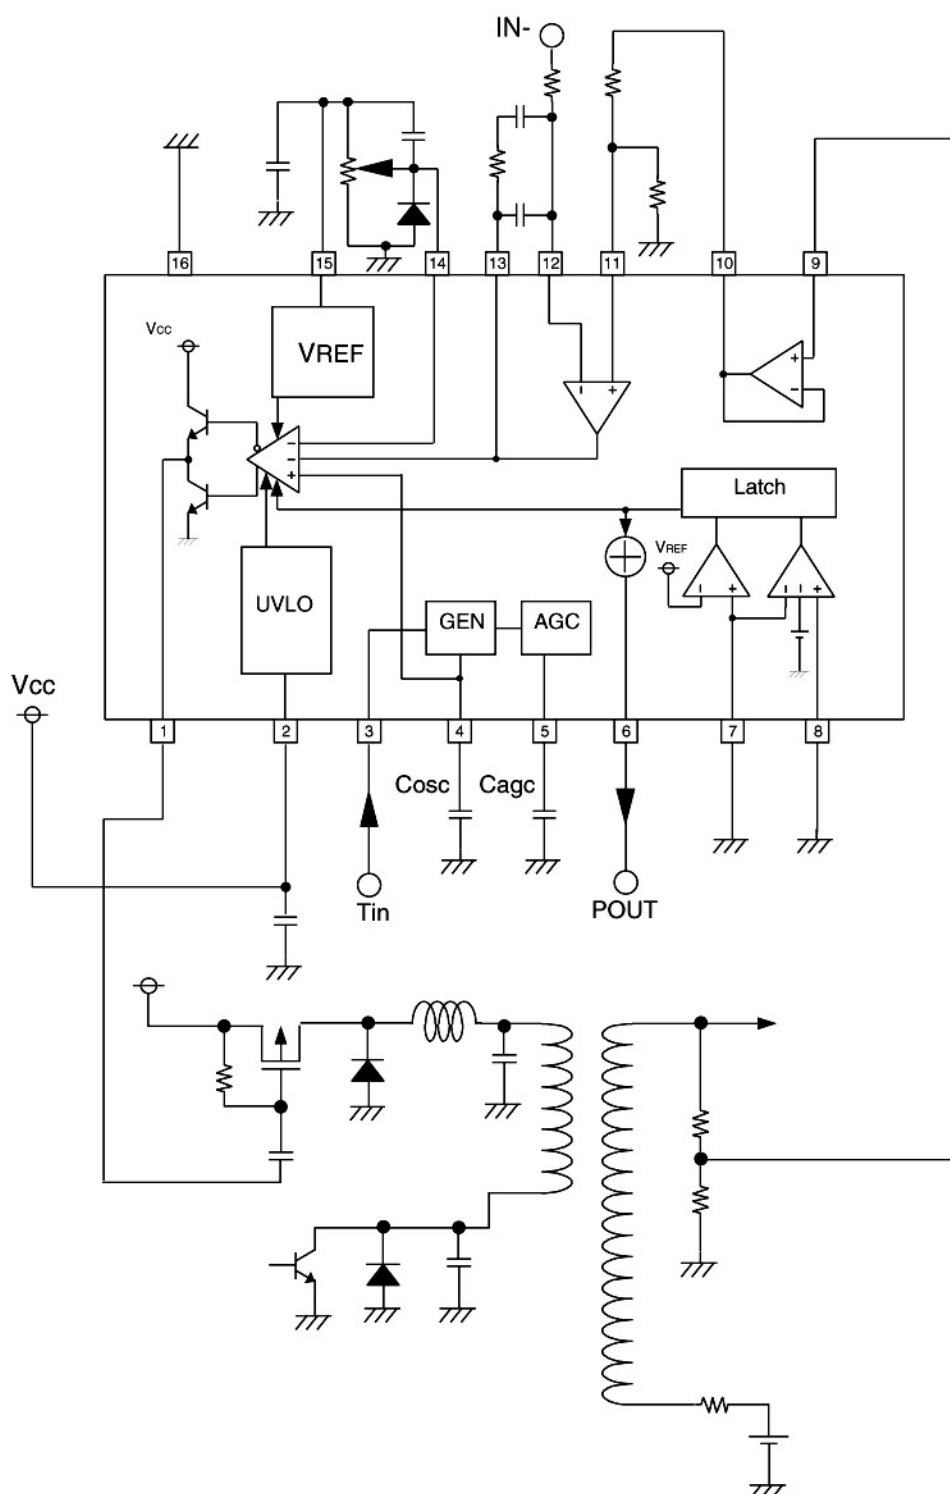 IN-
16
15
14
13
12
11
10
9
Vcc
VREF
+
-
-
-
+
-
+
Latch
VREF
UVLO
GEN
AGC
-
+
-
-
+
Vcc
1
2
3
4
5
6
7
8
Cosc
Cagc
Tin
POUT